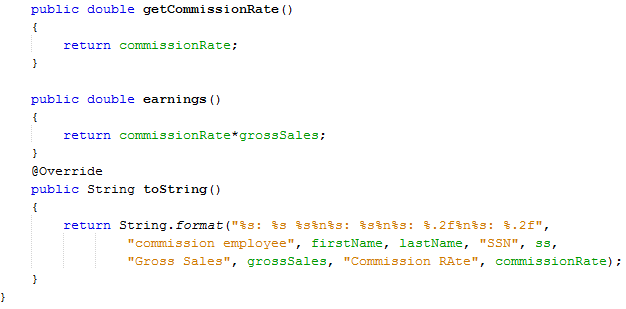 public double getCommissionRate()
{
return commissionRate;
}
public double earnings()
{
return commissionRate*grossSales;
}
@Override
public String toString()
{
return String.format("%s: %s %s%n%s: %s%n%s: %.2f%n%s: %.2f",
"commission employee", firstName, lastName, "SSN", ss,
"Gross Sales", grossSales, "Commission RAte", commissionRate);
}
}